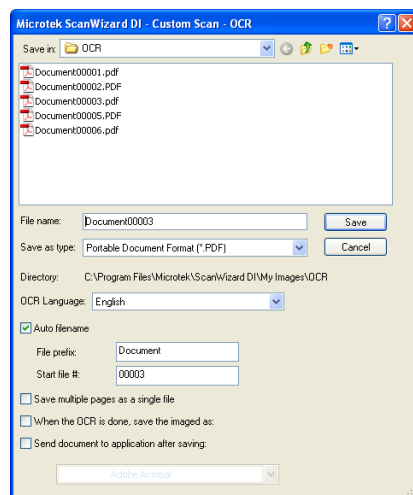 Microtek ScanWizard DI - Custom Scan - OCR
Save in: OCR
Document00001.pdf
Document00002.PDF
Document00003.pdf
Document00005.PDF
Document00006.pdf
File name: Document00003 Save
Save as type: Portable Document Format (*.PDF) Cancel
Directory: C:\Program Files\Microtek\ScanWizard DI\My Images\OCR
OCR Language: English
Auto filename
File prefix: Document
Start file #: 00003
Save multiple pages as a single file
When the OCR is done, save the imaged as:
Send document to application after saving:
Adobe Acrobat